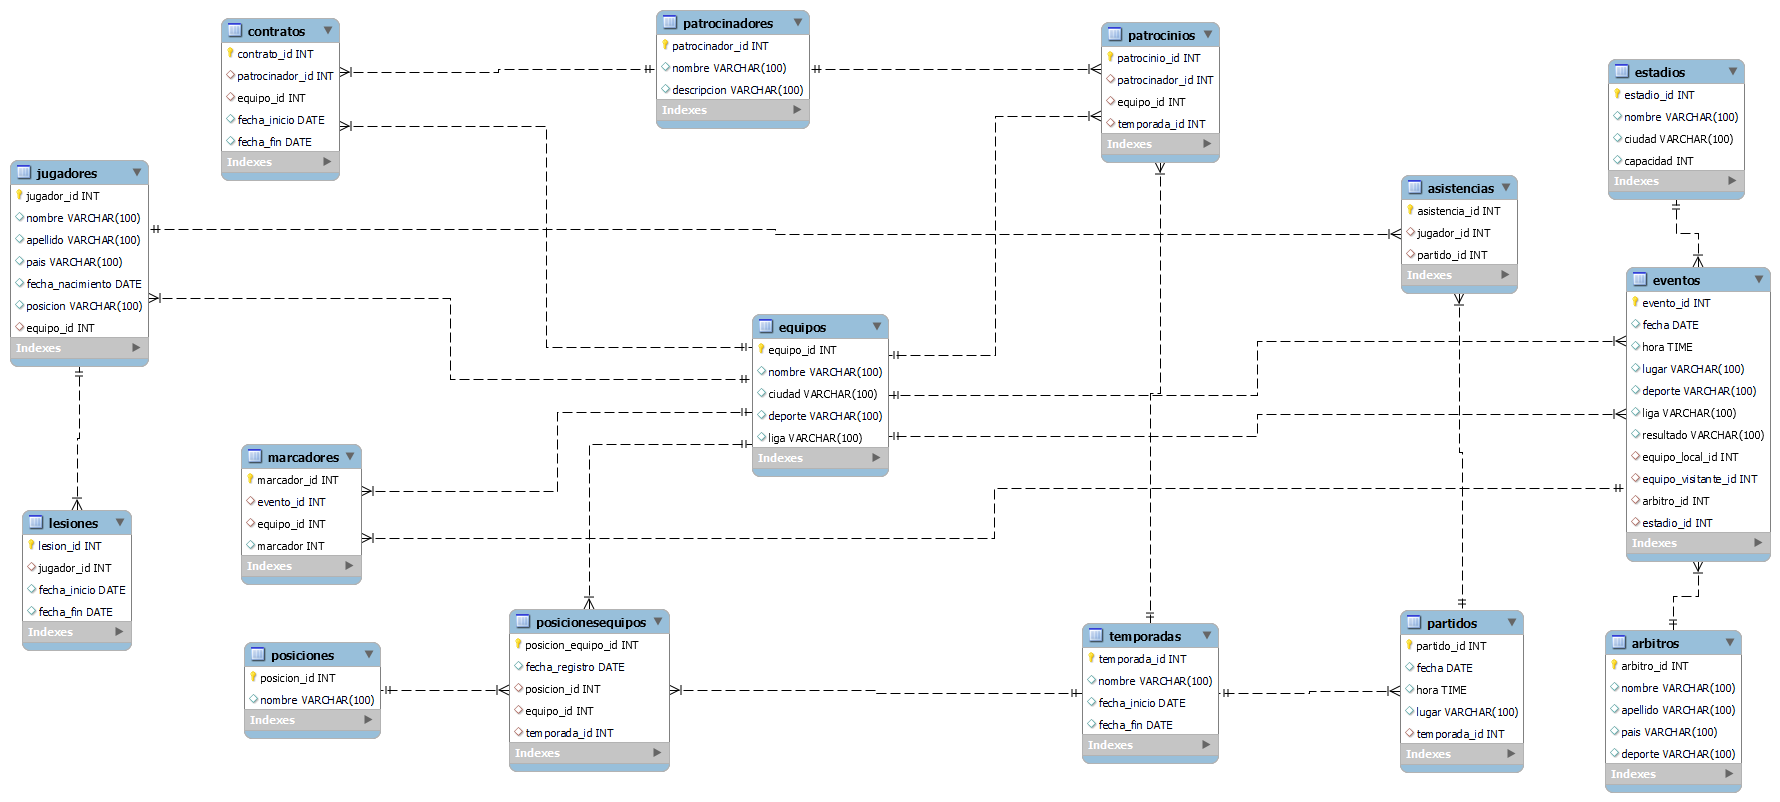 contratos
contrato_id INT
patrocinador_id INT
equipo_id INT
fecha_inicio DATE
fecha_fin DATE
Indexes
patrocinadores
patrocinador_id INT
nombre VARCHAR(100)
descripcion VARCHAR(100)
Indexes
patrocinios
patrocinio_id INT
patrocinador_id INT
equipo_id INT
temporada_id INT
Indexes
estadios
estadio_id INT
nombre VARCHAR(100)
ciudad VARCHAR(100)
capacidad INT
Indexes
jugadores
jugador_id INT
nombre VARCHAR(100)
apellido VARCHAR(100)
pais VARCHAR(100)
fecha_nacimiento DATE
posicion VARCHAR(100)
equipo_id INT
Indexes
asistencias
asistencia_id INT
jugador_id INT
partido_id INT
Indexes
eventos
evento_id INT
fecha DATE
hora TIME
lugar VARCHAR(100)
deporte VARCHAR(100)
liga VARCHAR(100)
resultado VARCHAR(100)
equipo_local_id INT
equipo_visitante_id INT
arbitro_id INT
estadio_id INT
Indexes
equipos
equipo_id INT
nombre VARCHAR(100)
ciudad VARCHAR(100)
deporte VARCHAR(100)
liga VARCHAR(100)
Indexes
marcadores
marcador_id INT
evento_id INT
equipo_id INT
marcador INT
Indexes
lesiones
lesion_id INT
jugador_id INT
fecha_inicio DATE
fecha_fin DATE
Indexes
posiciones
posicion_id INT
nombre VARCHAR(100)
Indexes
posicionesequipos
posicion_equipo_id INT
fecha_registro DATE
posicion_id INT
equipo_id INT
temporada_id INT
Indexes
temporadas
temporada_id INT
nombre VARCHAR(100)
fecha_inicio DATE
fecha_fin DATE
Indexes
partidos
partido_id INT
fecha DATE
hora TIME
lugar VARCHAR(100)
temporada_id INT
Indexes
arbitros
arbitro_id INT
nombre VARCHAR(100)
apellido VARCHAR(100)
pais VARCHAR(100)
deporte VARCHAR(100)
Indexes